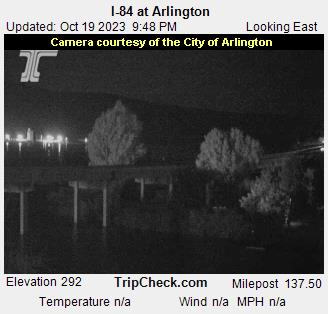 I-84 at Arlington
Updated: Oct 19 2023 9:48 PM Looking East
Camera courtesy of the City of Arlington
Elevation 292 TripCheck.com Milepost 137.50
Temperature n/a Wind n/a MPH n/a